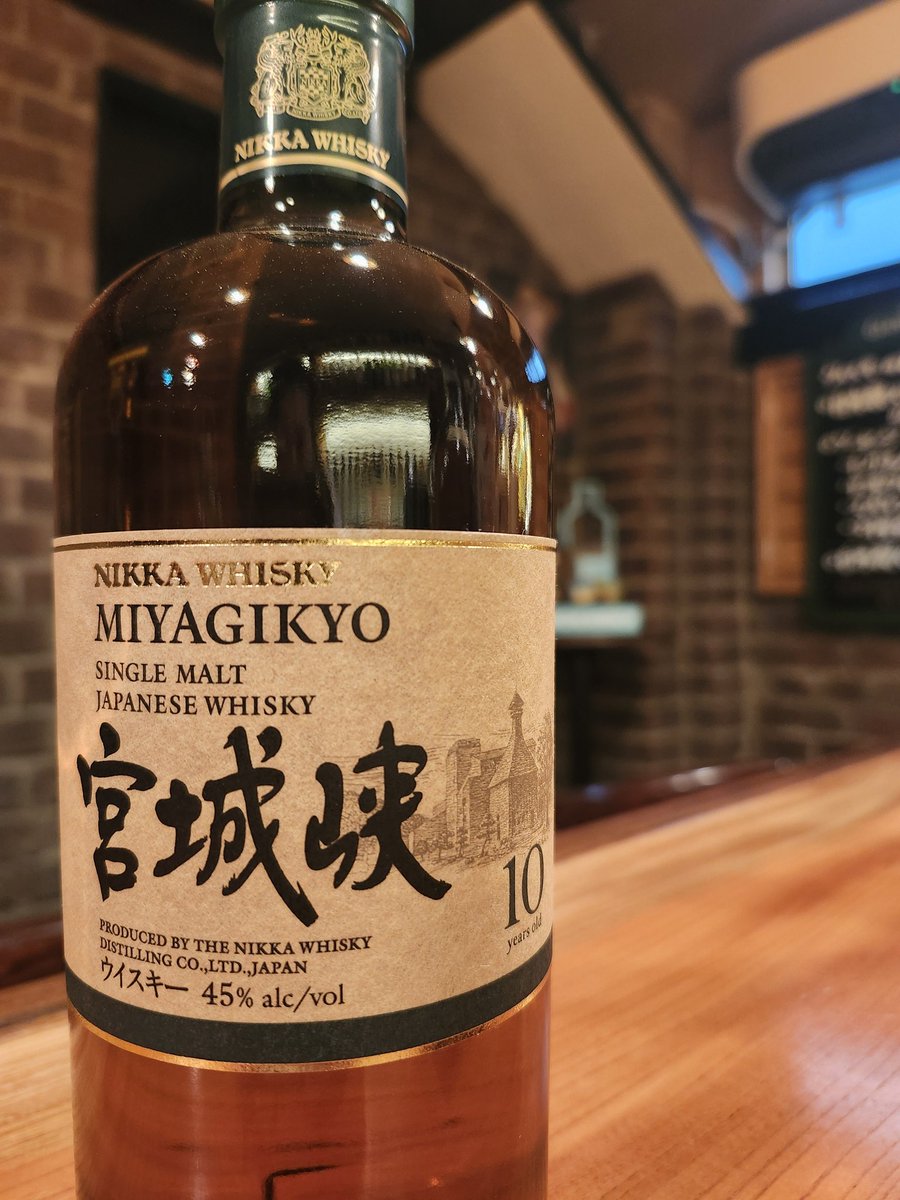 NIKKA WHISKY
NIKKA WHISKY
MIYAGIKYO
SINGLE MALT
JAPANESE WHISKY
宮城峡
10
years old
PRODUCED BY THE NIKKA WHISKY
DISTILLING CO.,LTD.,JAPAN
ウイスキー 45% alc/vol